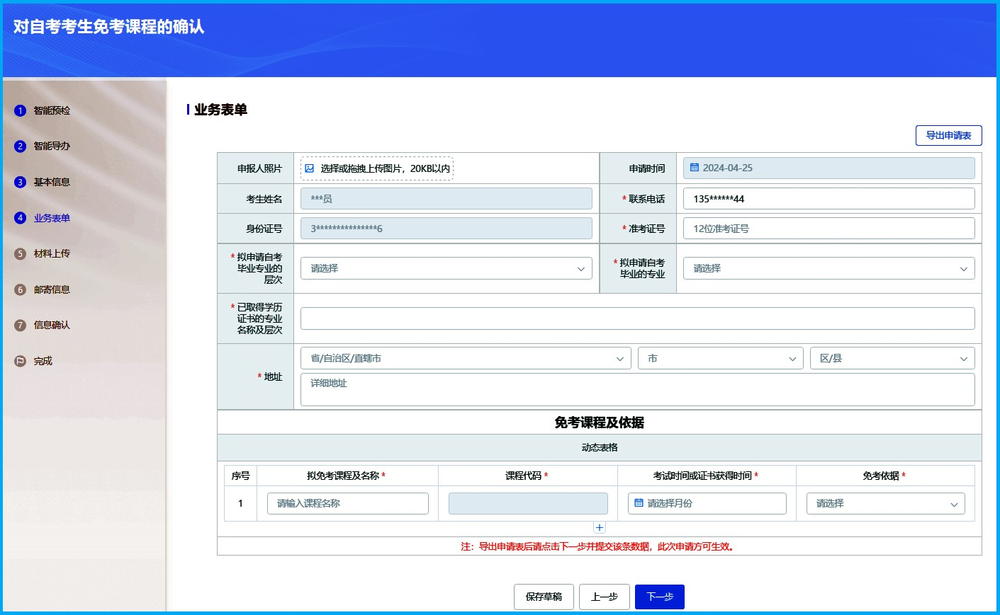 对自考考生免考课程的确认
1 智能预检
2 智能导办
3 基本信息
4 业务表单
5 材料上传
6 邮寄信息
7 信息确认
完成
业务表单
导出申请表
申报人照片 选择或拖拽上传图片，20KB以内 申请时间 2024-04-25
考生姓名 ***员 * 联系电话 135******44
身份证号 3***************6 * 准考证号 12位准考证号
* 拟申请自考
毕业专业的
层次
请选择
* 拟申请自考
毕业的专业
请选择
* 已取得学历
证书的专业
名称及层次
* 地址
省/自治区/直辖市 市 区/县
详细地址
免考课程及依据
动态表格
序号 拟免考课程及名称 * 课程代码 * 考试时间或证书获得时间 * 免考依据 *
1 请输入课程名称 请选择月份 请选择
+
注：导出申请表后请点击下一步并提交该条数据，此次申请方可生效。
保存草稿 上一步 下一步